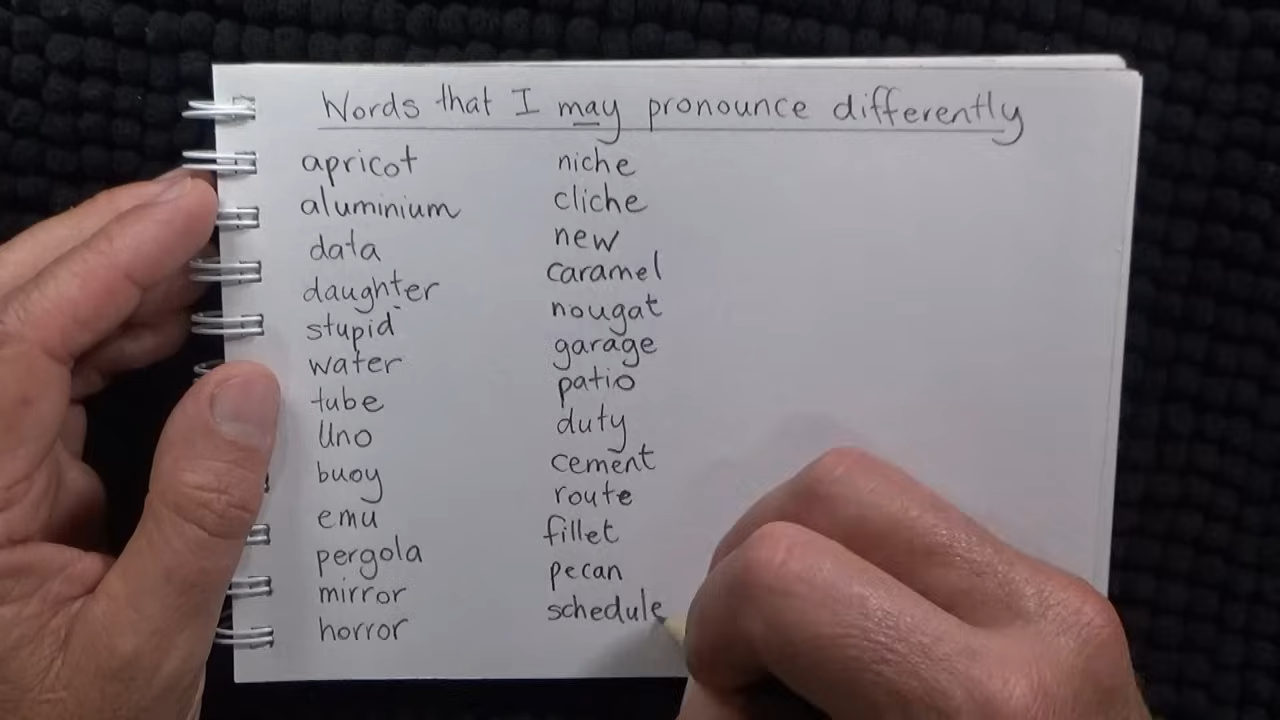 Words that I may pronounce differently
apricot
aluminium
data
daughter
stupid
water
tube
Uno
buoy
emu
pergola
mirror
horror
niche
cliche
new
caramel
nougat
garage
patio
duty
cement
route
fillet
pecan
schedule